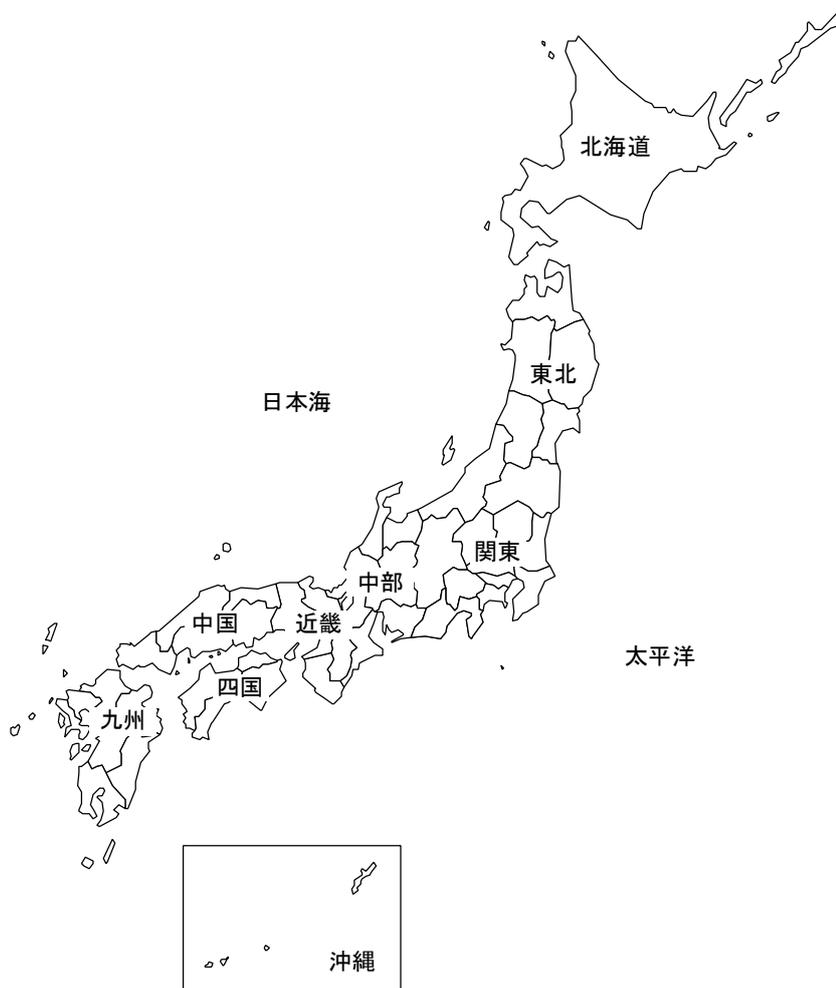 北海道
東北
日本海
関東
中部
中国
近畿
太平洋
四国
九州
沖縄